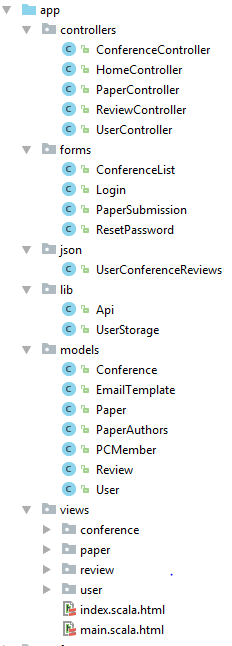 app
controllers
ConferenceController
HomeController
PaperController
ReviewController
UserController
forms
ConferenceList
Login
PaperSubmission
ResetPassword
json
UserConferenceReviews
lib
Api
UserStorage
models
Conference
EmailTemplate
Paper
PaperAuthors
PCMember
Review
User
views
conference
paper
review
user
index.scala.html
main.scala.html